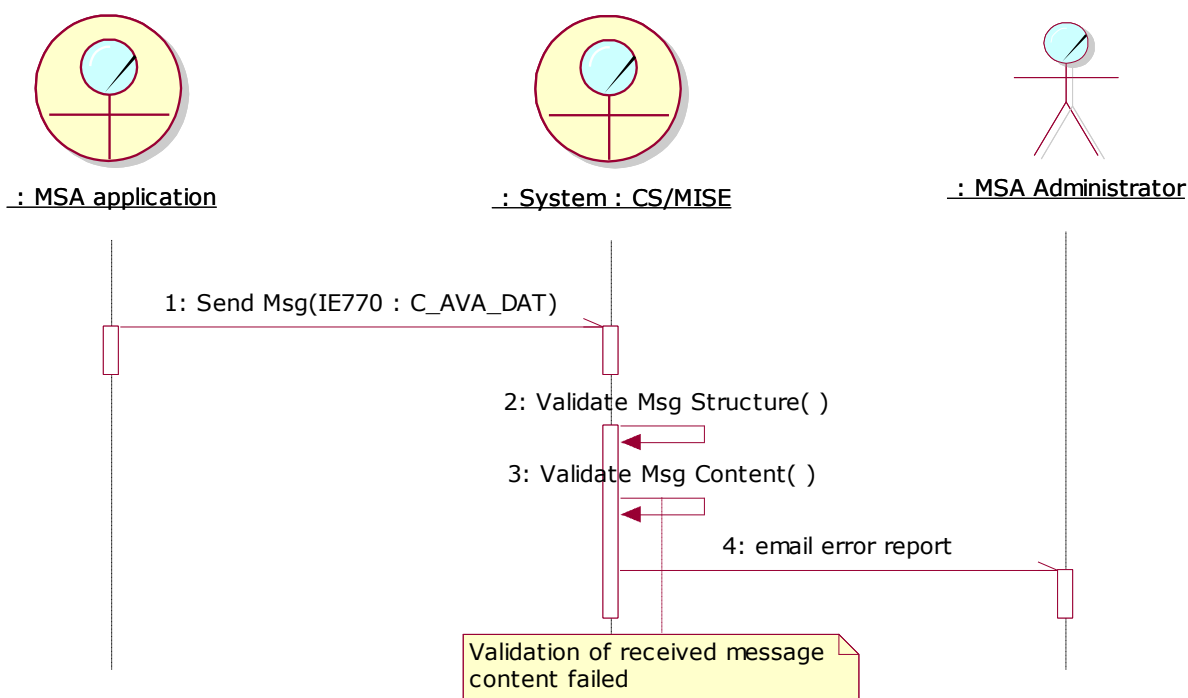 : MSA application
: System : CS/MISE
: MSA Administrator
1: Send Msg(IE770 : C_AVA_DAT)
2: Validate Msg Structure( )
3: Validate Msg Content( )
4: email error report
Validation of received message
content failed